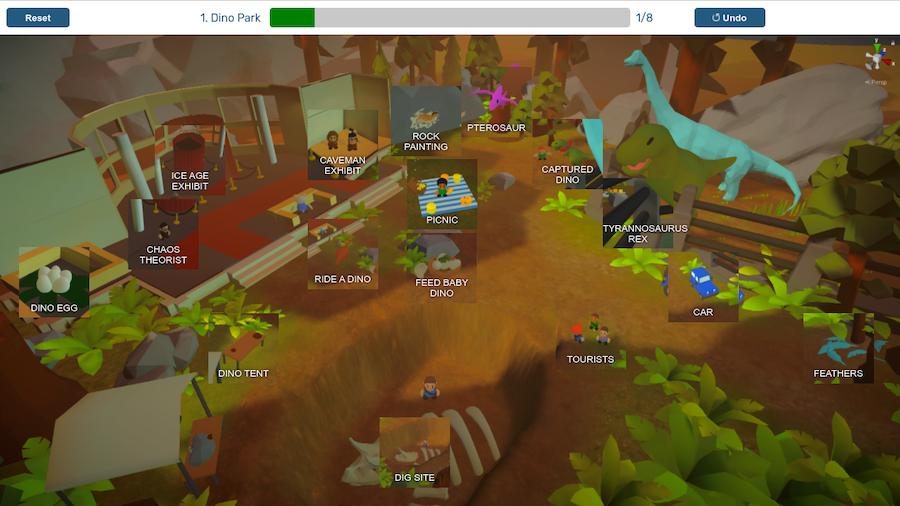 Reset
1. Dino Park
1/8
↺ Undo
y
x
z
< Persp
ROCK
PAINTING
PTEROSAUR
CAVEMAN
EXHIBIT
ICE AGE
EXHIBIT
CAPTURED
DINO
PICNIC
TYRANNOSAURUS
REX
CHAOS
THEORIST
RIDE A DINO
FEED BABY
DINO
DINO EGG
CAR
TOURISTS
DINO TENT
FEATHERS
DIG SITE